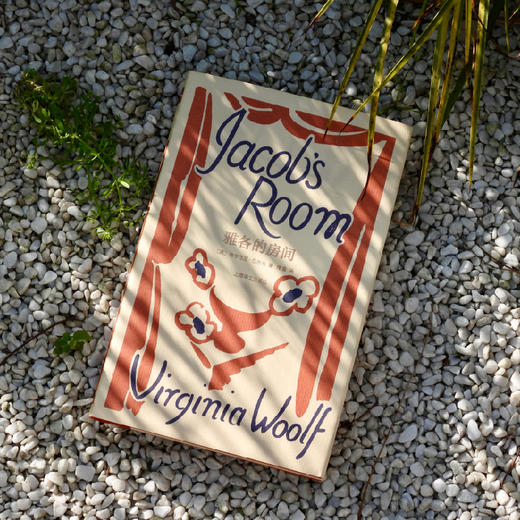 Jacob's
Room
雅各的房间
Virginia Woolf